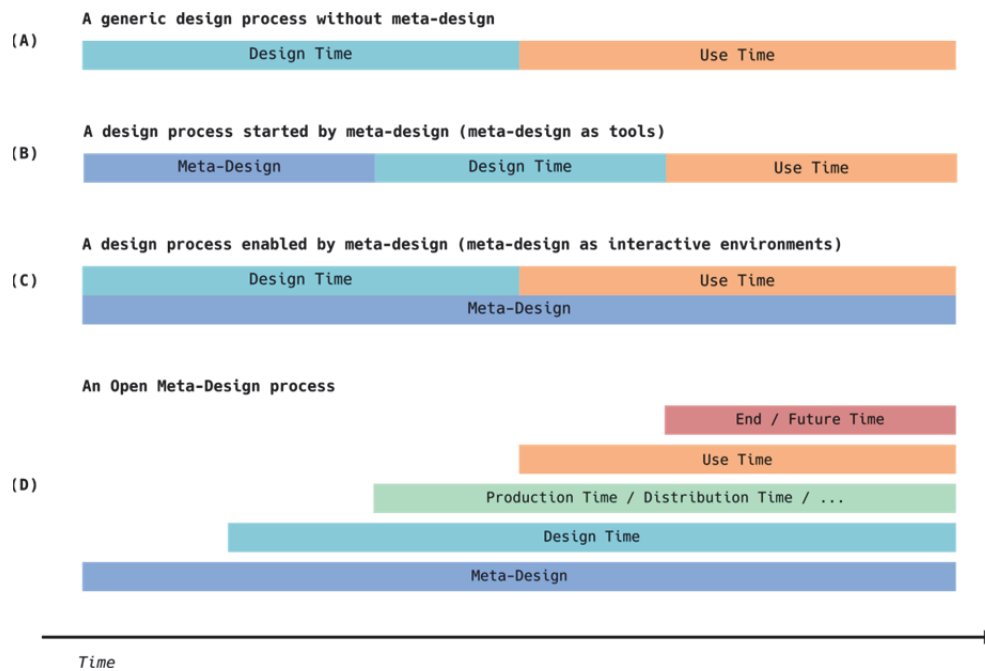 A generic design process without meta-design
(A)
Design Time
Use Time
A design process started by meta-design (meta-design as tools)
(B)
Meta-Design
Design Time
Use Time
A design process enabled by meta-design (meta-design as interactive environments)
(C)
Design Time
Use Time
Meta-Design
An Open Meta-Design process
End / Future Time
Use Time
(D)
Production Time / Distribution Time / ...
Design Time
Meta-Design
Time